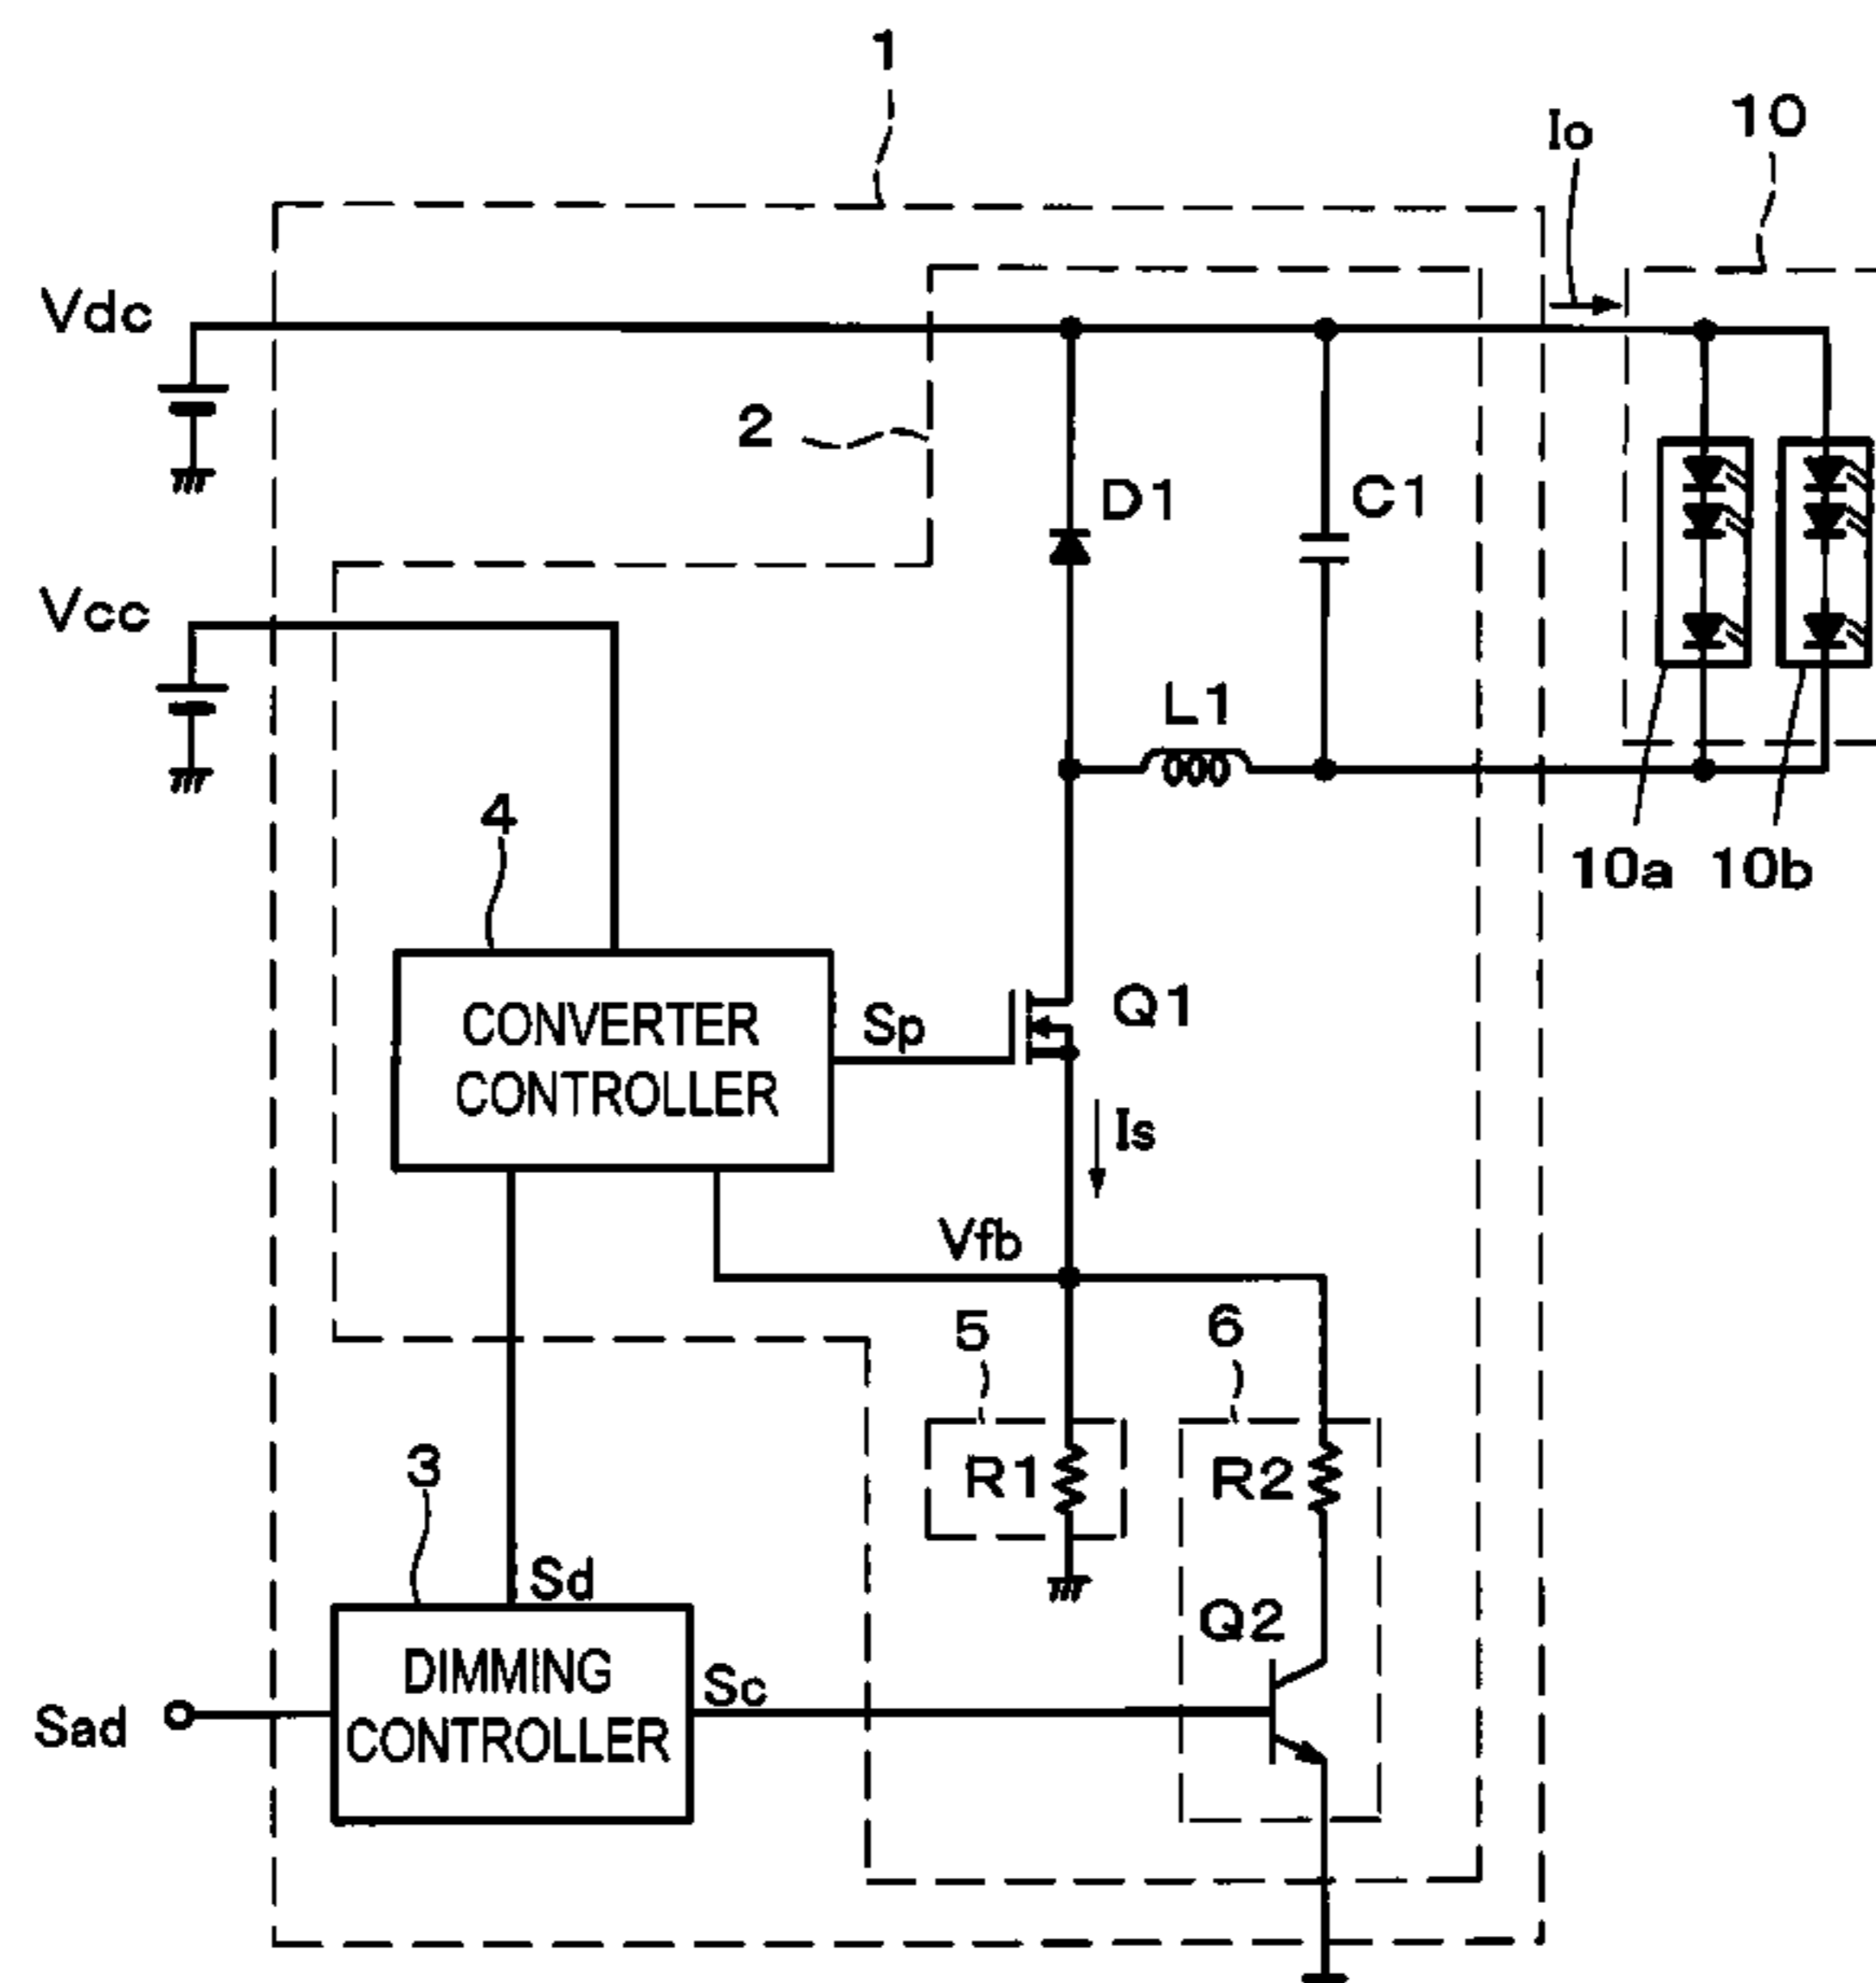 1
Io
10
Vdc
2
D1
C1
Vcc
L1
4
10a
10b
CONVERTER
CONTROLLER
Sp
Q1
Is
Vfb
5
6
R1
R2
3
Sd
Q2
DIMMING
CONTROLLER
Sc
Sad